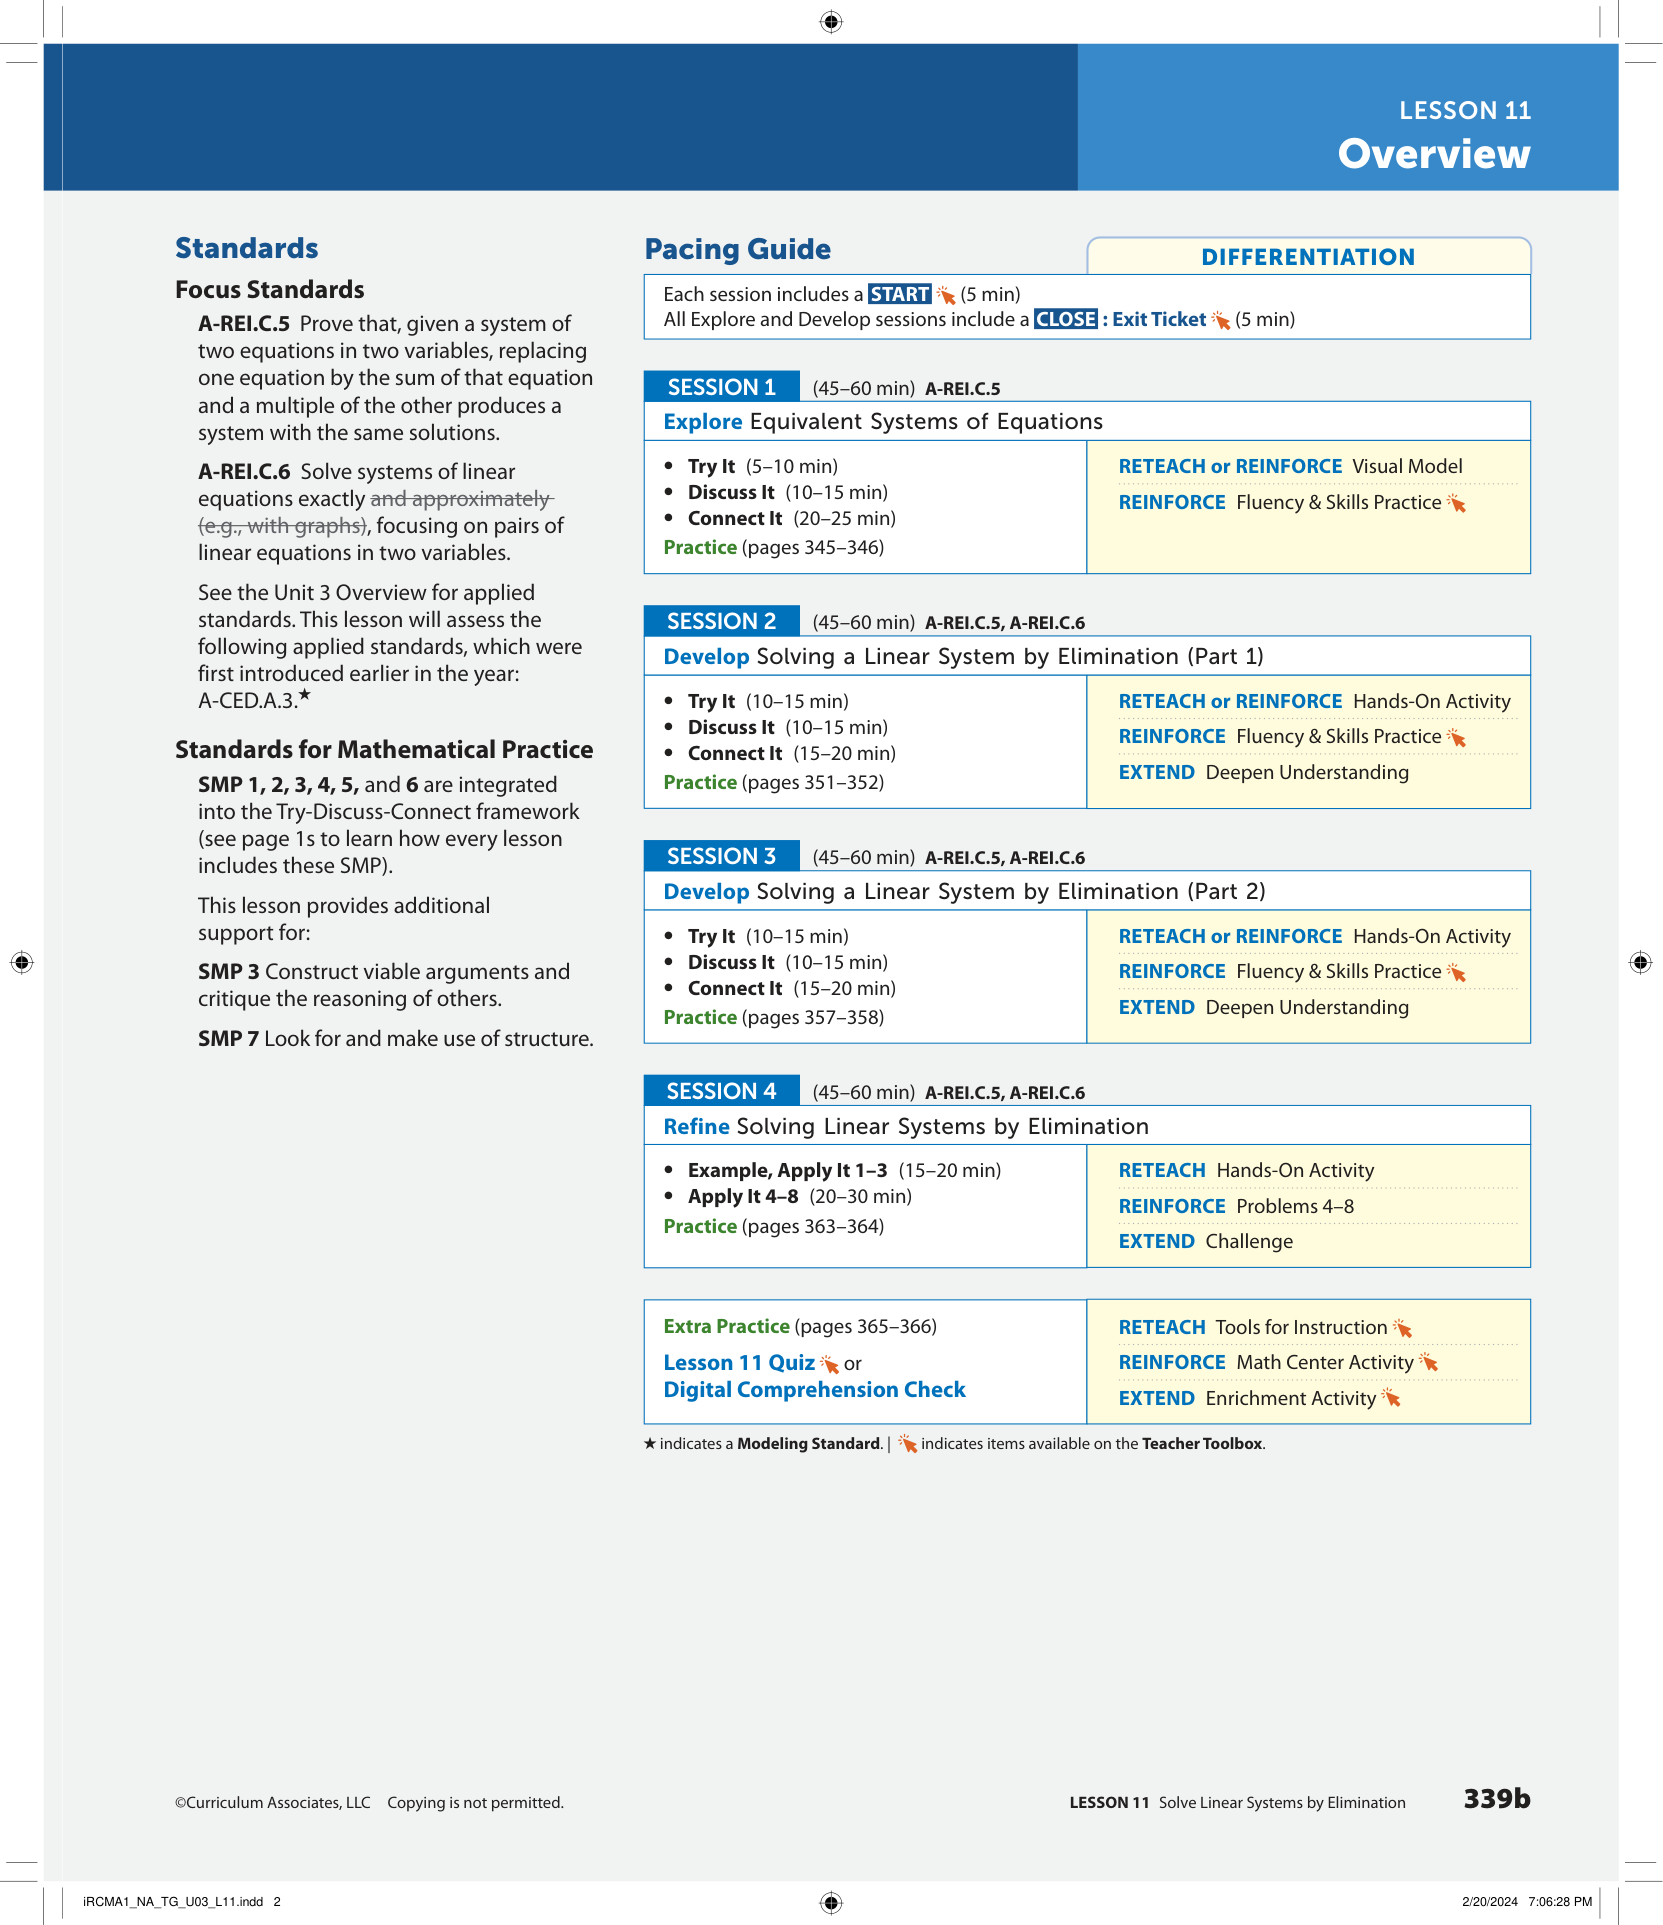 LESSON 11
Overview
Standards
Focus Standards
A-REI.C.5 Prove that, given a system of
two equations in two variables, replacing
one equation by the sum of that equation
and a multiple of the other produces a
system with the same solutions.
A-REI.C.6 Solve systems of linear
equations exactly and approximately
(e.g., with graphs), focusing on pairs of
linear equations in two variables.
See the Unit 3 Overview for applied
standards. This lesson will assess the
following applied standards, which were
first introduced earlier in the year:
A-CED.A.3.★
Standards for Mathematical Practice
SMP 1, 2, 3, 4, 5, and 6 are integrated
into the Try-Discuss-Connect framework
(see page 1s to learn how every lesson
includes these SMP).
This lesson provides additional
support for:
SMP 3 Construct viable arguments and
critique the reasoning of others.
SMP 7 Look for and make use of structure.
Pacing Guide
DIFFERENTIATION
Each session includes a START (5 min)
All Explore and Develop sessions include a CLOSE : Exit Ticket (5 min)
SESSION 1 (45–60 min) A-REI.C.5
Explore Equivalent Systems of Equations
• Try It (5–10 min)
• Discuss It (10–15 min)
• Connect It (20–25 min)
Practice (pages 345–346)
RETEACH or REINFORCE Visual Model
REINFORCE Fluency & Skills Practice
SESSION 2 (45–60 min) A-REI.C.5, A-REI.C.6
Develop Solving a Linear System by Elimination (Part 1)
• Try It (10–15 min)
• Discuss It (10–15 min)
• Connect It (15–20 min)
Practice (pages 351–352)
RETEACH or REINFORCE Hands-On Activity
REINFORCE Fluency & Skills Practice
EXTEND Deepen Understanding
SESSION 3 (45–60 min) A-REI.C.5, A-REI.C.6
Develop Solving a Linear System by Elimination (Part 2)
• Try It (10–15 min)
• Discuss It (10–15 min)
• Connect It (15–20 min)
Practice (pages 357–358)
RETEACH or REINFORCE Hands-On Activity
REINFORCE Fluency & Skills Practice
EXTEND Deepen Understanding
SESSION 4 (45–60 min) A-REI.C.5, A-REI.C.6
Refine Solving Linear Systems by Elimination
• Example, Apply It 1–3 (15–20 min)
• Apply It 4–8 (20–30 min)
Practice (pages 363–364)
RETEACH Hands-On Activity
REINFORCE Problems 4–8
EXTEND Challenge
Extra Practice (pages 365–366)
Lesson 11 Quiz or
Digital Comprehension Check
RETEACH Tools for Instruction
REINFORCE Math Center Activity
EXTEND Enrichment Activity
★ indicates a Modeling Standard. | indicates items available on the Teacher Toolbox.
©Curriculum Associates, LLC Copying is not permitted.
LESSON 11 Solve Linear Systems by Elimination 339b
iRCMA1_NA_TG_U03_L11.indd 2
2/20/2024 7:06:28 PM